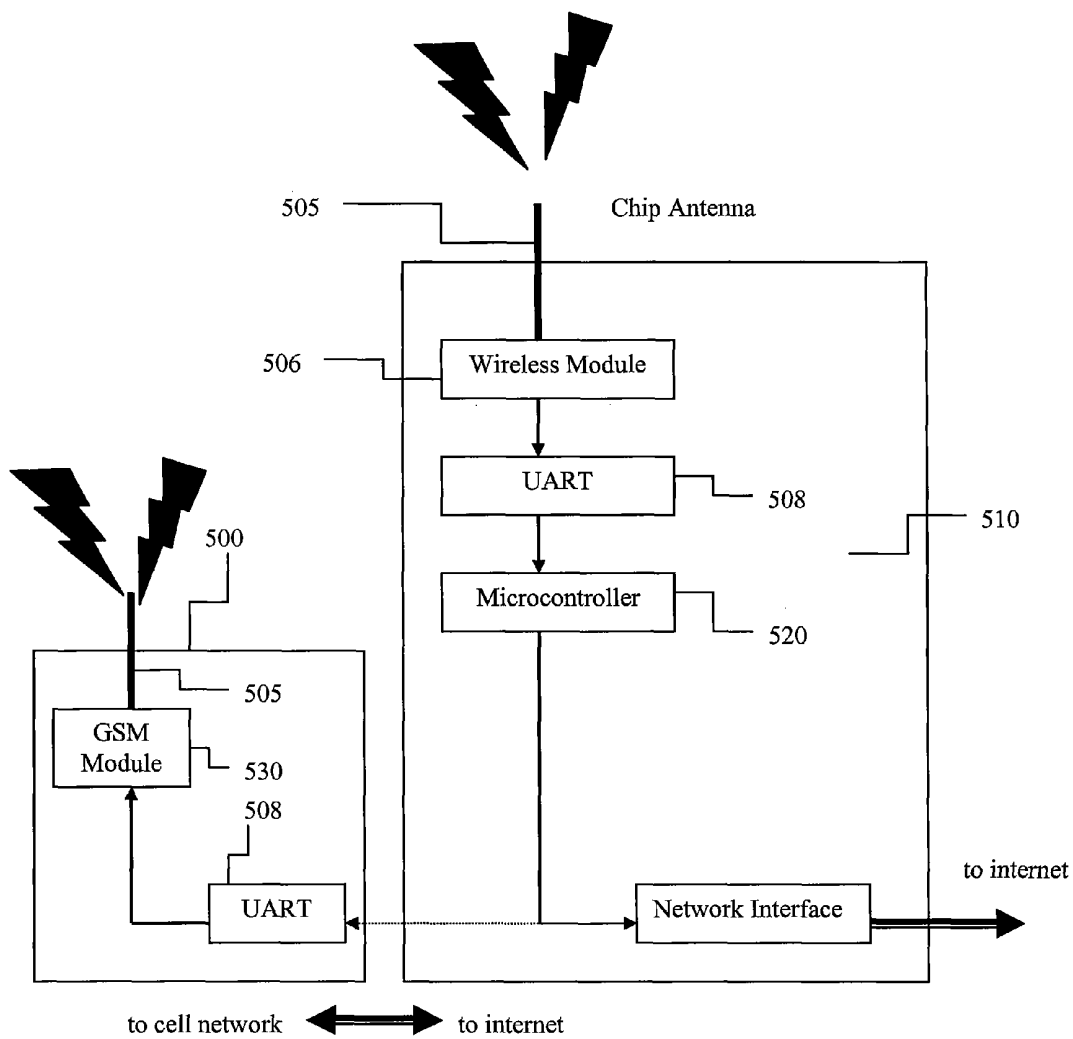 505
Chip Antenna
506
Wireless Module
UART
508
510
500
Microcontroller
520
505
GSM
Module
530
508
to internet
UART
Network Interface
to cell network
to internet